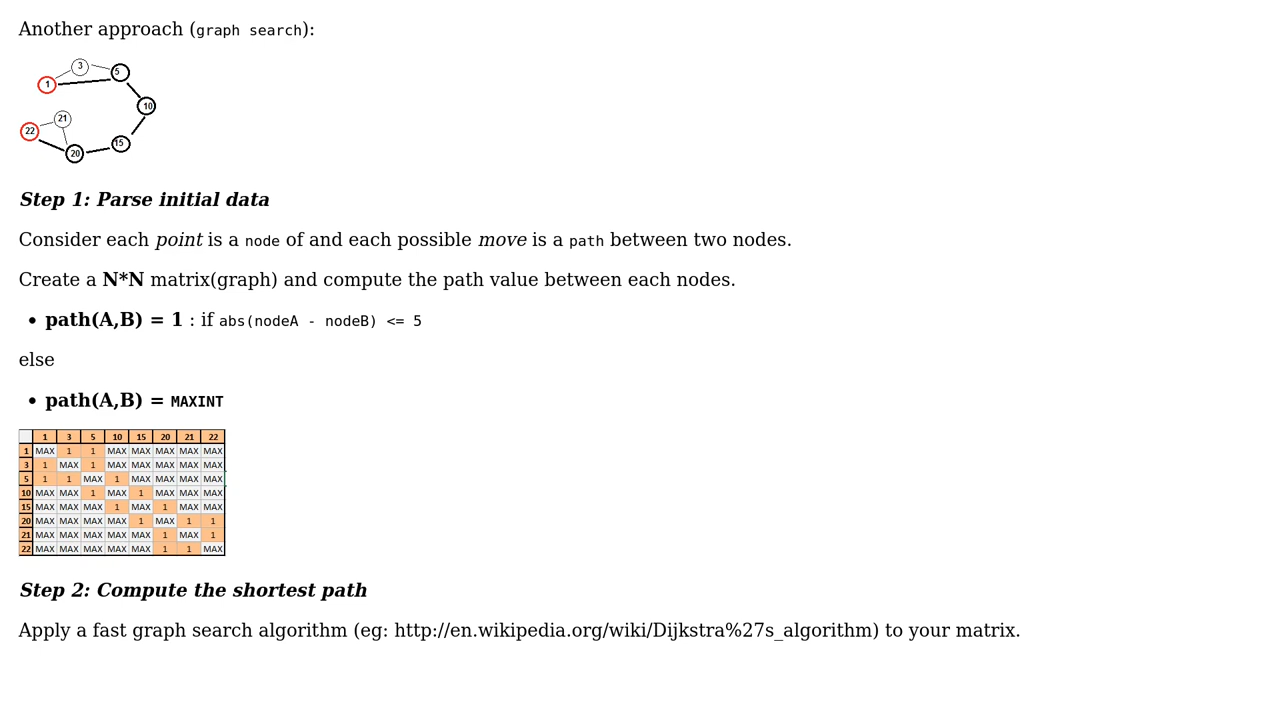 Another approach (graph search):
3
5
1
10
21
22
15
20
Step 1: Parse initial data
Consider each point is a node of and each possible move is a path between two nodes.
Create a N*N matrix(graph) and compute the path value between each nodes.
• path(A,B) = 1 : if abs(nodeA - nodeB) <= 5
else
• path(A,B) = MAXINT
1 3 5 10 15 20 21 22
1 MAX 1 1 MAX MAX MAX MAX MAX
3 1 MAX 1 MAX MAX MAX MAX MAX
5 1 1 MAX 1 MAX MAX MAX MAX
10 MAX MAX 1 MAX 1 MAX MAX MAX
15 MAX MAX MAX 1 MAX 1 MAX MAX
20 MAX MAX MAX MAX 1 MAX 1 1
21 MAX MAX MAX MAX MAX 1 MAX 1
22 MAX MAX MAX MAX MAX 1 1 MAX
Step 2: Compute the shortest path
Apply a fast graph search algorithm (eg: http://en.wikipedia.org/wiki/Dijkstra%27s_algorithm) to your matrix.